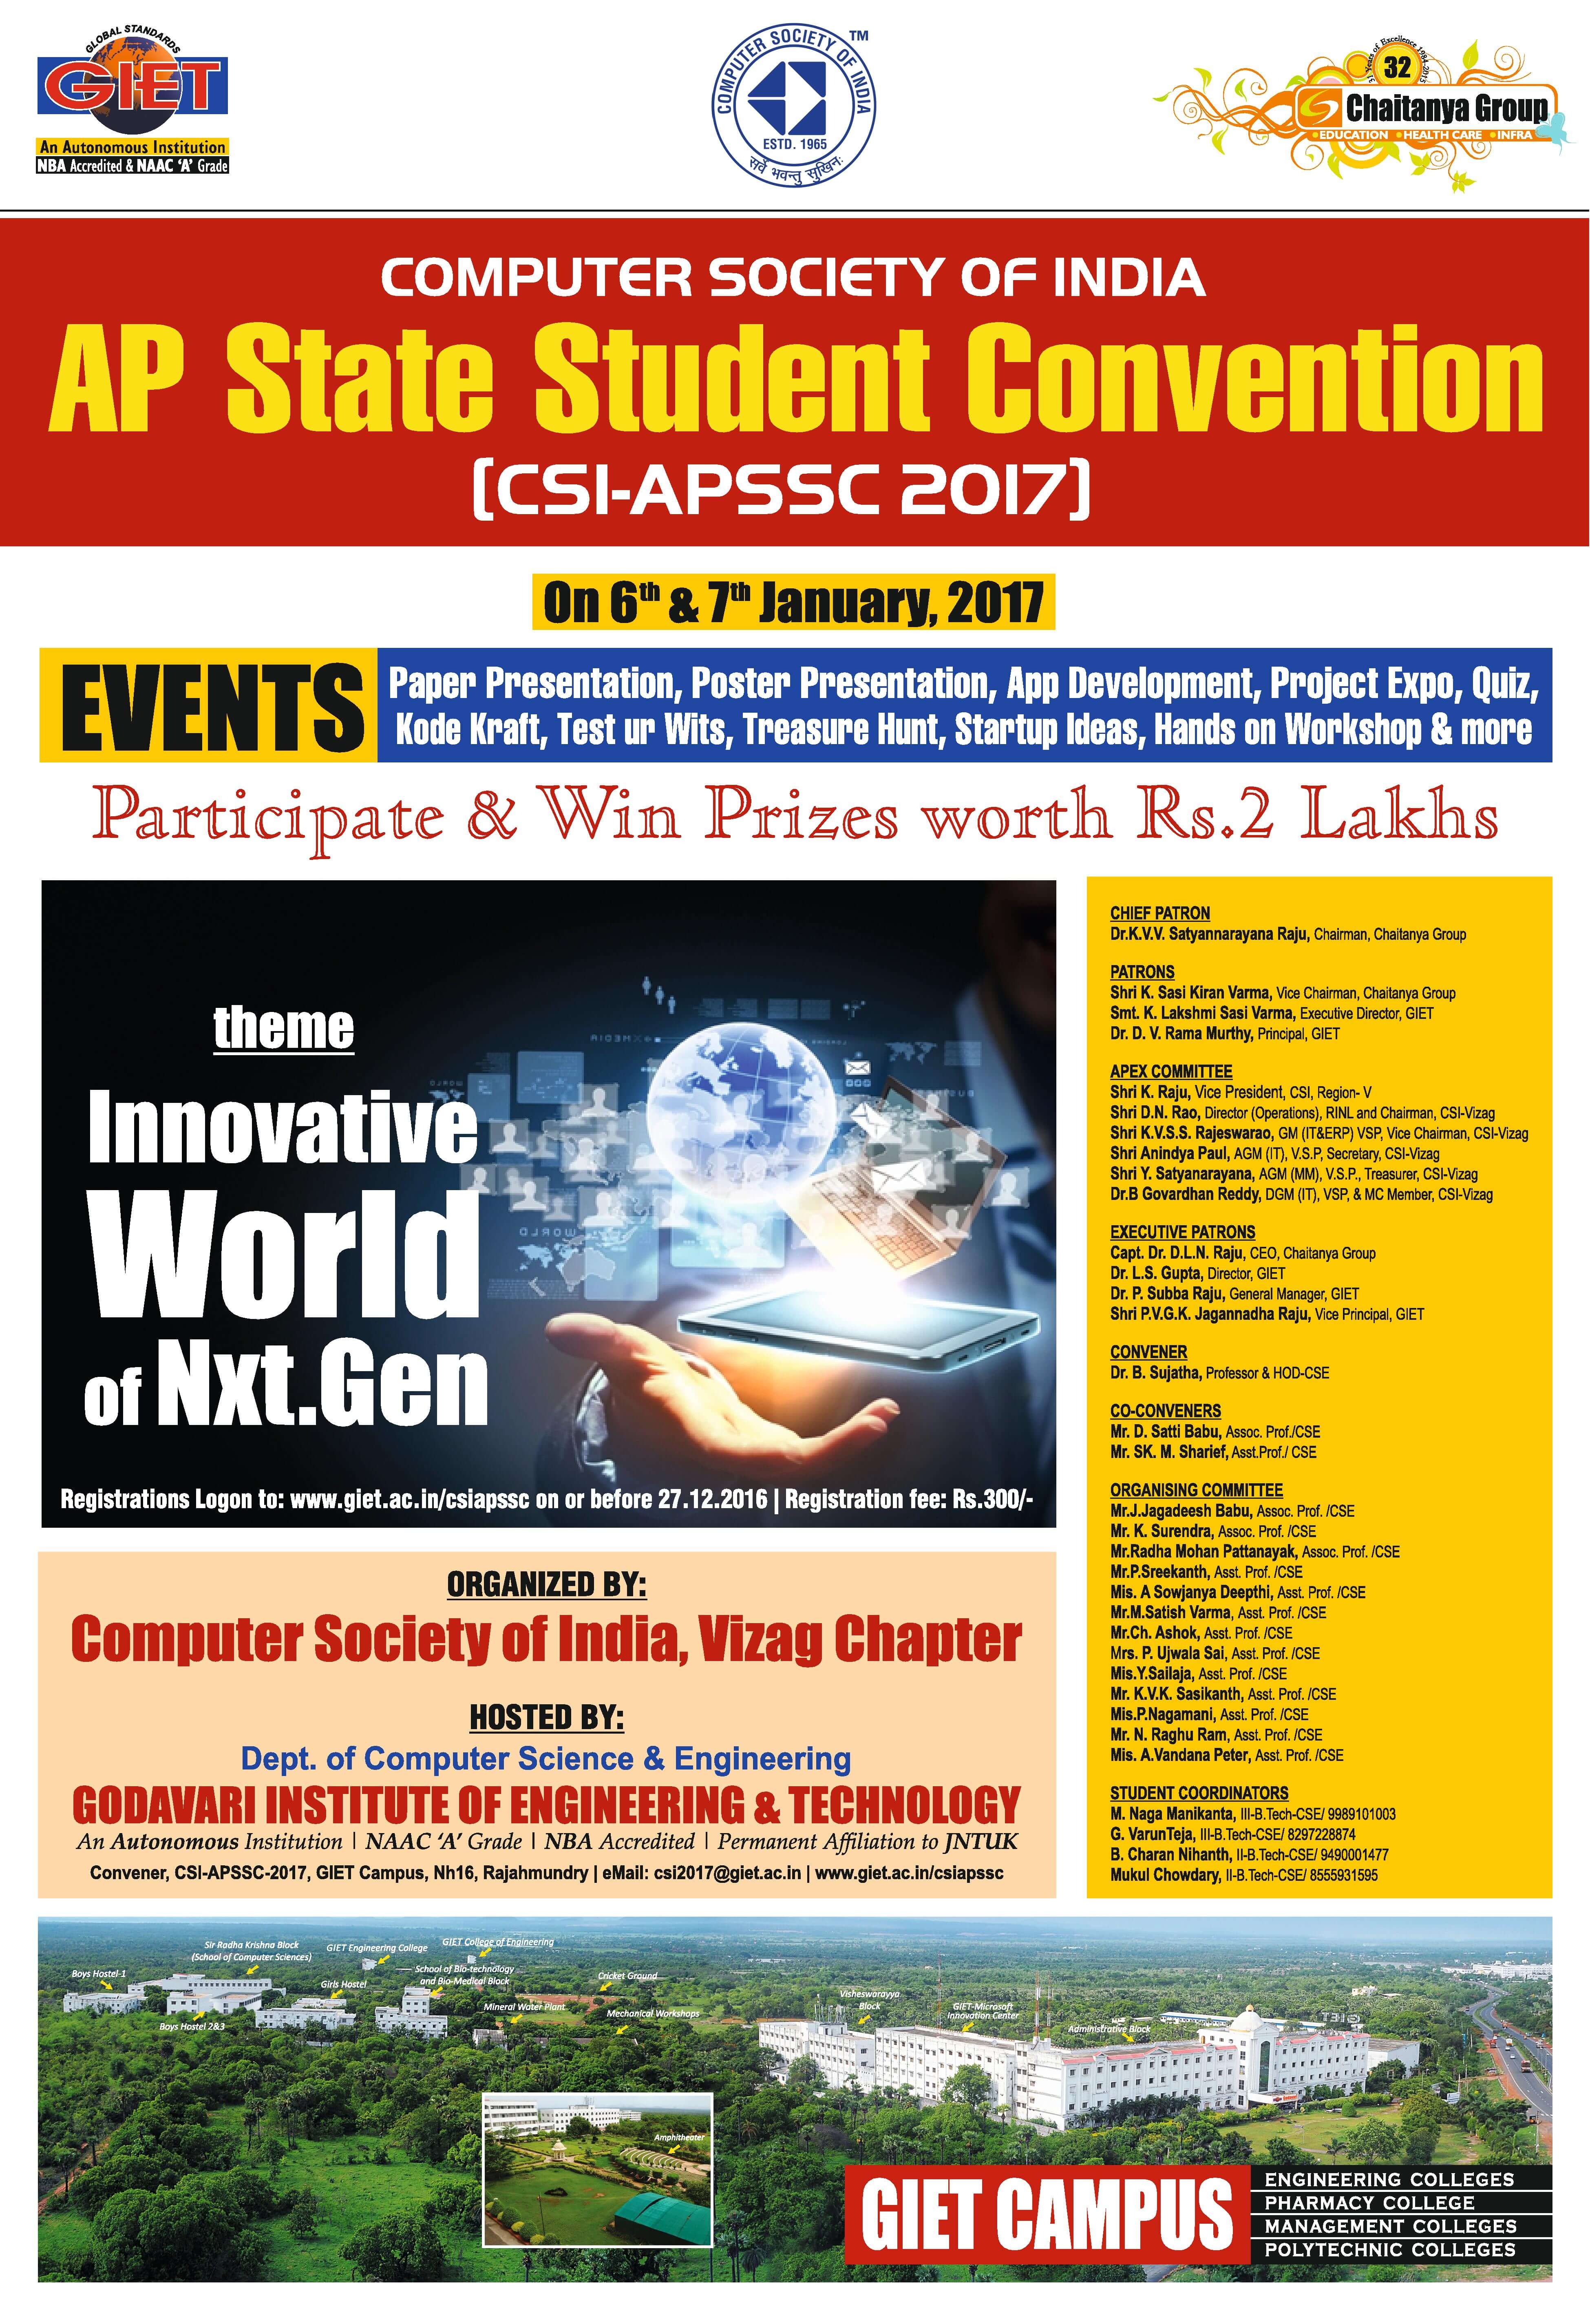 GLOBAL STANDARDS
GIET
An Autonomous Institution
NBA Accredited & NAAC 'A' Grade
COMPUTER SOCIETY OF INDIA
TM
ESTD. 1965
सर्वे भवन्तु सुखिनः
Years of Excellence 1984-2015
32
Chaitanya Group
•EDUCATION •HEALTH CARE •INFRA
COMPUTER SOCIETY OF INDIA
AP State Student Convention
(CSI-APSSC 2017)
On 6th & 7th January, 2017
EVENTS
Paper Presentation, Poster Presentation, App Development, Project Expo, Quiz,
Kode Kraft, Test ur Wits, Treasure Hunt, Startup Ideas, Hands on Workshop & more
Participate & Win Prizes worth Rs.2 Lakhs
theme
Innovative
World
of Nxt.Gen
Registrations Logon to: www.giet.ac.in/csiapssc on or before 27.12.2016 | Registration fee: Rs.300/-
CHIEF PATRON
Dr.K.V.V. Satyannarayana Raju, Chairman, Chaitanya Group
PATRONS
Shri K. Sasi Kiran Varma, Vice Chairman, Chaitanya Group
Smt. K. Lakshmi Sasi Varma, Executive Director, GIET
Dr. D. V. Rama Murthy, Principal, GIET
APEX COMMITTEE
Shri K. Raju, Vice President, CSI, Region- V
Shri D.N. Rao, Director (Operations), RINL and Chairman, CSI-Vizag
Shri K.V.S.S. Rajeswarao, GM (IT&ERP) VSP, Vice Chairman, CSI-Vizag
Shri Anindya Paul, AGM (IT), V.S.P, Secretary, CSI-Vizag
Shri Y. Satyanarayana, AGM (MM), V.S.P., Treasurer, CSI-Vizag
Dr.B Govardhan Reddy, DGM (IT), VSP, & MC Member, CSI-Vizag
EXECUTIVE PATRONS
Capt. Dr. D.L.N. Raju, CEO, Chaitanya Group
Dr. L.S. Gupta, Director, GIET
Dr. P. Subba Raju, General Manager, GIET
Shri P.V.G.K. Jagannadha Raju, Vice Principal, GIET
CONVENER
Dr. B. Sujatha, Professor & HOD-CSE
CO-CONVENERS
Mr. D. Satti Babu, Assoc. Prof./CSE
Mr. SK. M. Sharief, Asst.Prof./ CSE
ORGANISING COMMITTEE
Mr.J.Jagadeesh Babu, Assoc. Prof. /CSE
Mr. K. Surendra, Assoc. Prof. /CSE
Mr.Radha Mohan Pattanayak, Assoc. Prof. /CSE
Mr.P.Sreekanth, Asst. Prof. /CSE
Mis. A Sowjanya Deepthi, Asst. Prof. /CSE
Mr.M.Satish Varma, Asst. Prof. /CSE
Mr.Ch. Ashok, Asst. Prof. /CSE
Mrs. P. Ujwala Sai, Asst. Prof. /CSE
Mis.Y.Sailaja, Asst. Prof. /CSE
Mr. K.V.K. Sasikanth, Asst. Prof. /CSE
Mis.P.Nagamani, Asst. Prof. /CSE
Mr. N. Raghu Ram, Asst. Prof. /CSE
Mis. A.Vandana Peter, Asst. Prof. /CSE
STUDENT COORDINATORS
M. Naga Manikanta, III-B.Tech-CSE/ 9989101003
G. VarunTeja, III-B.Tech-CSE/ 8297228874
B. Charan Nihanth, II-B.Tech-CSE/ 9490001477
Mukul Chowdary, II-B.Tech-CSE/ 8555931595
ORGANIZED BY:
Computer Society of India, Vizag Chapter
HOSTED BY:
Dept. of Computer Science & Engineering
GODAVARI INSTITUTE OF ENGINEERING & TECHNOLOGY
An Autonomous Institution | NAAC 'A' Grade | NBA Accredited | Permanent Affiliation to JNTUK
Convener, CSI-APSSC-2017, GIET Campus, Nh16, Rajahmundry | eMail: csi2017@giet.ac.in | www.giet.ac.in/csiapssc
Boys Hostel-1
Sir Radha Krishna Block
(School of Computer Sciences)
Boys Hostel 2&3
GIET Engineering College
Girls Hostel
GIET College of Engineering
School of Bio-technology
and Bio-Medical Block
Mineral Water Plant
Cricket Ground
Mechanical Workshops
Visheswarayya
Block
GIET-Microsoft
Innovation Center
Administrative Block
GIET
Amphitheater
GIET CAMPUS
ENGINEERING COLLEGES
PHARMACY COLLEGE
MANAGEMENT COLLEGES
POLYTECHNIC COLLEGES